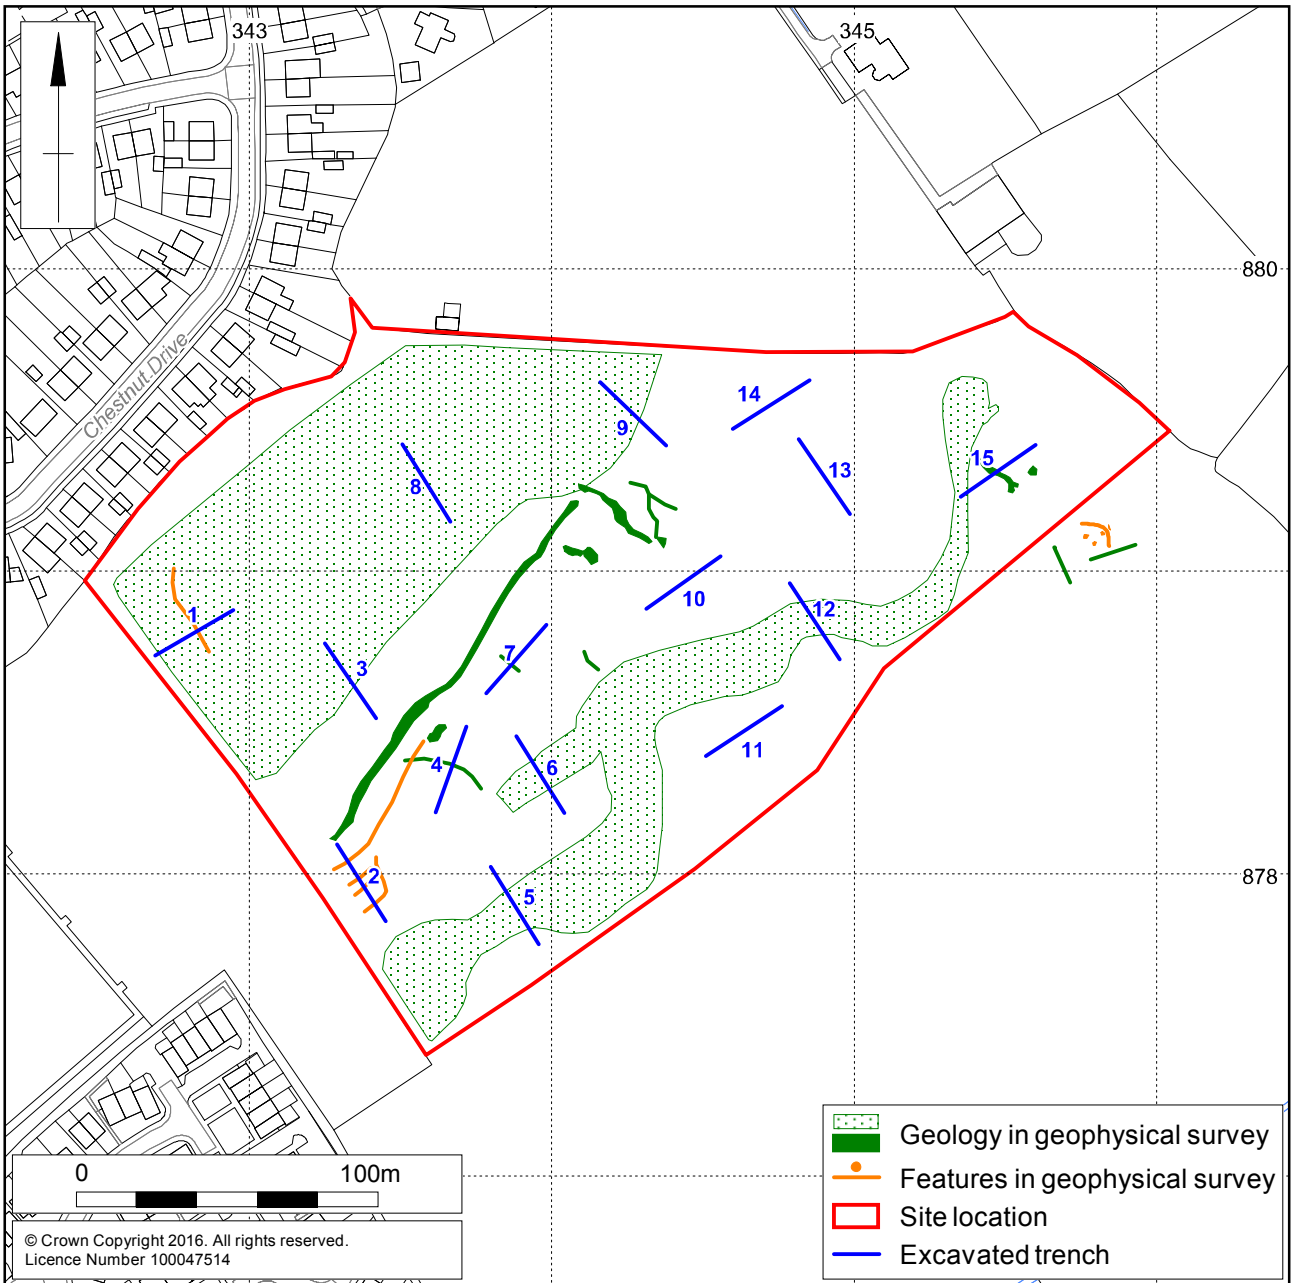 343
345
880
Chestnut Drive
14
9
13
15
8
10
12
1
7
3
11
4
6
2
878
5
0 100m
© Crown Copyright 2016. All rights reserved.
Licence Number 100047514
Geology in geophysical survey
Features in geophysical survey
Site location
Excavated trench